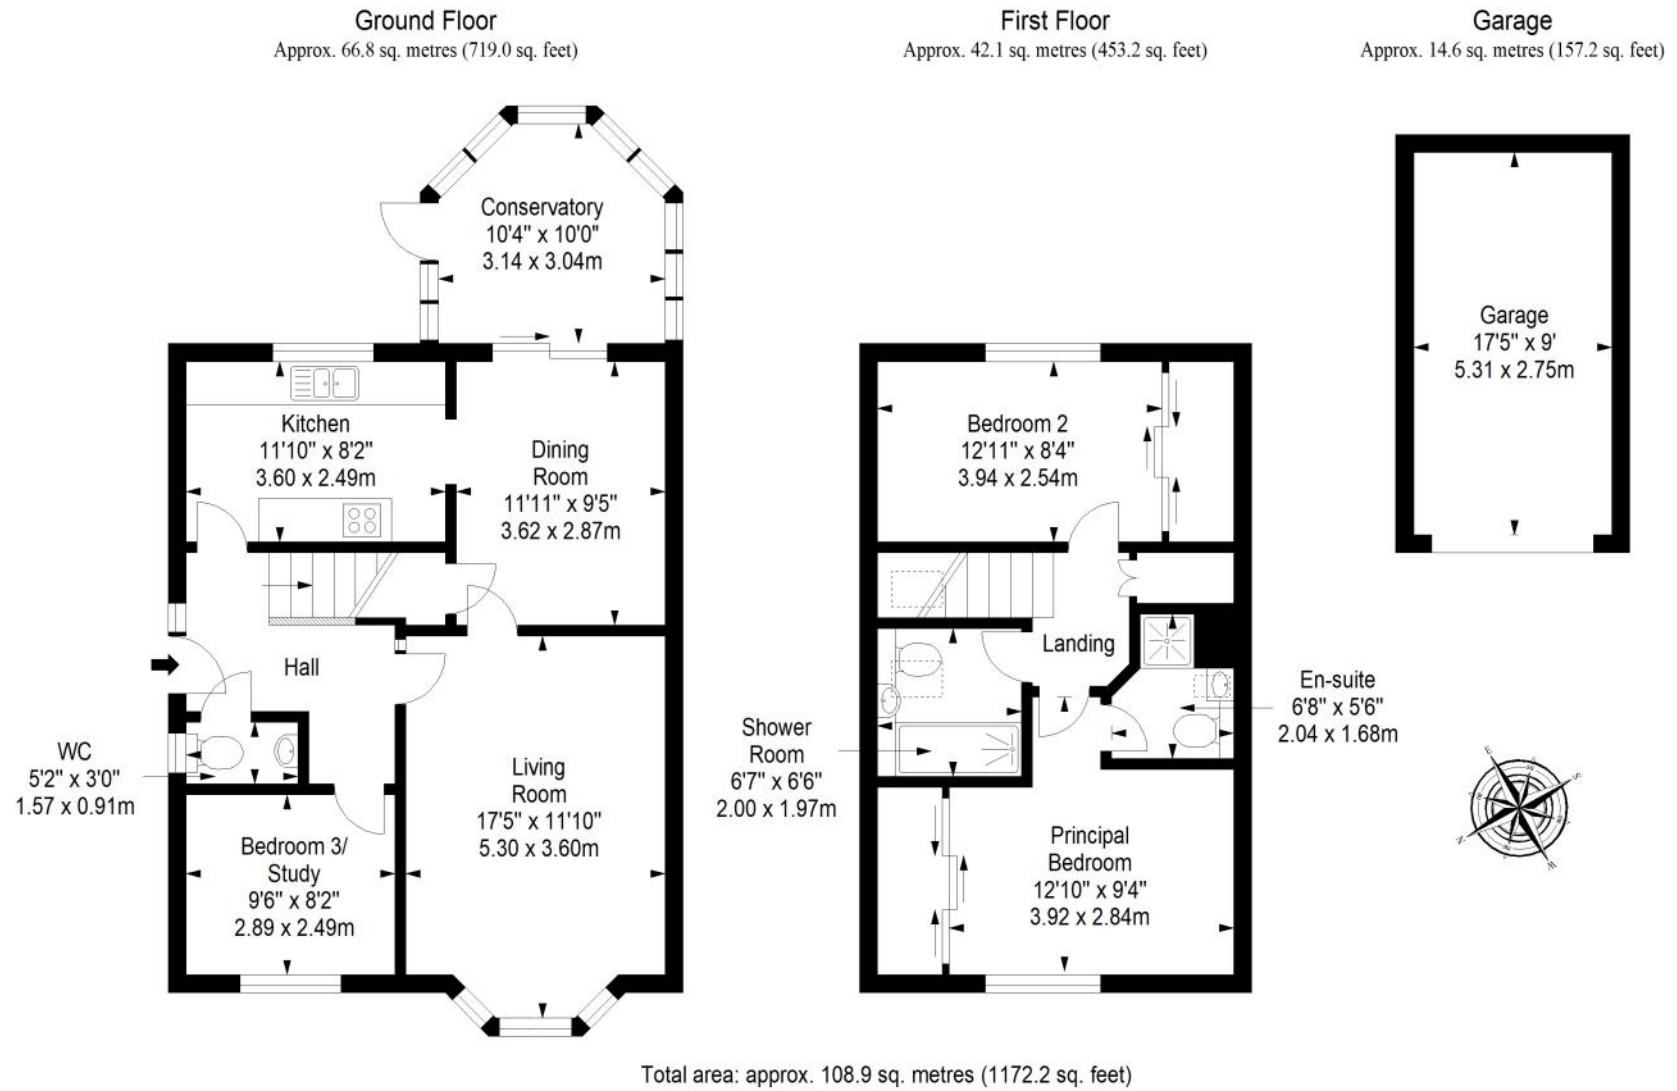 Ground Floor
Approx. 66.8 sq. metres (719.0 sq. feet)
First Floor
Approx. 42.1 sq. metres (453.2 sq. feet)
Garage
Approx. 14.6 sq. metres (157.2 sq. feet)
Conservatory
10'4" x 10'0"
3.14 x 3.04m
Kitchen
11'10" x 8'2"
3.60 x 2.49m
Dining
Room
11'11" x 9'5"
3.62 x 2.87m
Hall
WC
5'2" x 3'0"
1.57 x 0.91m
Bedroom 3/
Study
9'6" x 8'2"
2.89 x 2.49m
Living
Room
17'5" x 11'10"
5.30 x 3.60m
Bedroom 2
12'11" x 8'4"
3.94 x 2.54m
Landing
Shower
Room
6'7" x 6'6"
2.00 x 1.97m
En-suite
6'8" x 5'6"
2.04 x 1.68m
Principal
Bedroom
12'10" x 9'4"
3.92 x 2.84m
Garage
17'5" x 9'
5.31 x 2.75m
E
S
N
W
Total area: approx. 108.9 sq. metres (1172.2 sq. feet)